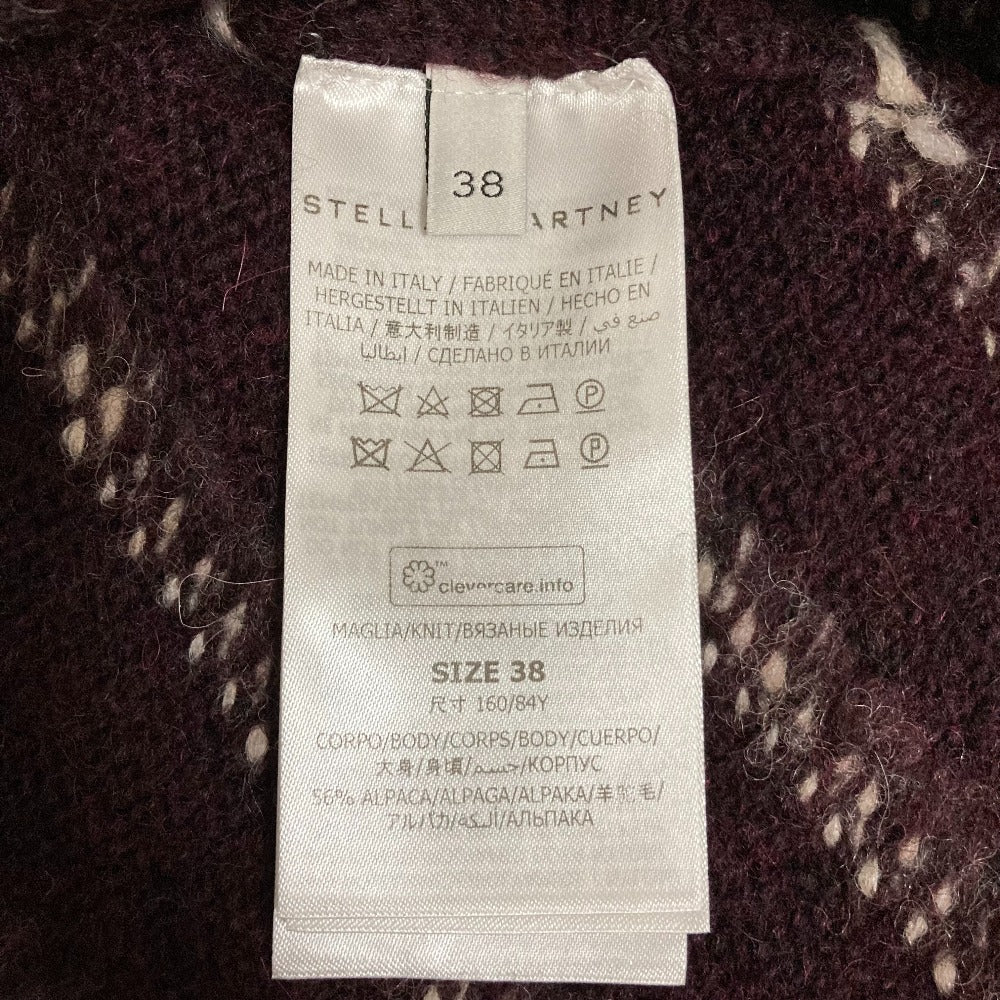 38
STELL ARTNEY
MADE IN ITALY / FABRIQUÉ EN ITALIE /
HERGESTELLT IN ITALIEN / HECHO EN
ITALIA / 意大利制造 / イタリア製 / صنع في
إيطاليا / СДЕЛАНО В ИТАЛИИ
P
P
™
clevercare.info
MAGLIA/KNIT/ВЯЗАНЫЕ ИЗДЕЛИЯ
SIZE 38
尺寸 160/84Y
CORPO/BODY/CORPS/BODY/CUERPO/
大身/身頃/جسم/КОРПУС
56% ALPACA/ALPAGA/ALPAKA/羊驼毛/
アルパカ/ألبكة/АЛЬПАКА